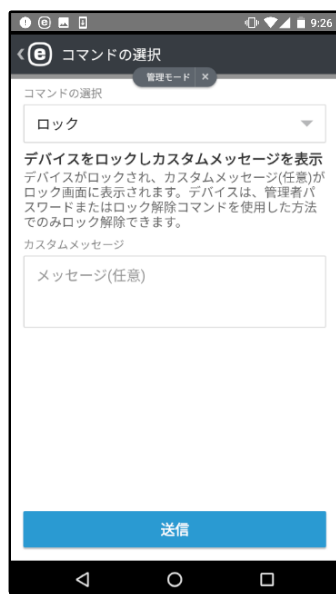 9:26
コマンドの選択
管理モード ×
コマンドの選択
ロック
デバイスをロックしカスタムメッセージを表示
デバイスがロックされ、カスタムメッセージ(任意)が
ロック画面に表示されます。デバイスは、管理者パ
スワードまたはロック解除コマンドを使用した方法
でのみロック解除できます。
カスタムメッセージ
メッセージ(任意)
送信